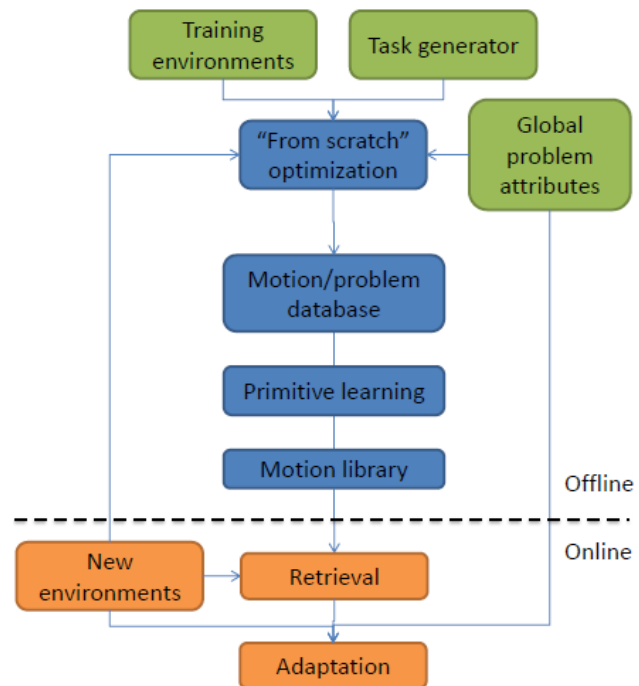 Training
environments
Task generator
“From scratch”
optimization
Global
problem
attributes
Motion/problem
database
Primitive learning
Motion library
Offline
Online
New
environments
Retrieval
Adaptation